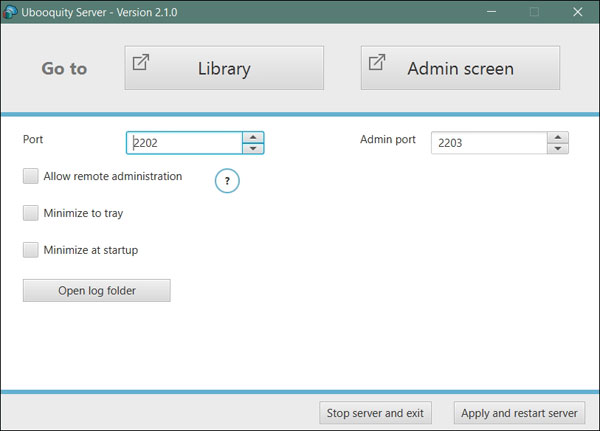 Ubooquity Server - Version 2.1.0
Go to Library Admin screen
Port 2202 Admin port 2203
Allow remote administration ?
Minimize to tray
Minimize at startup
Open log folder
Stop server and exit Apply and restart server